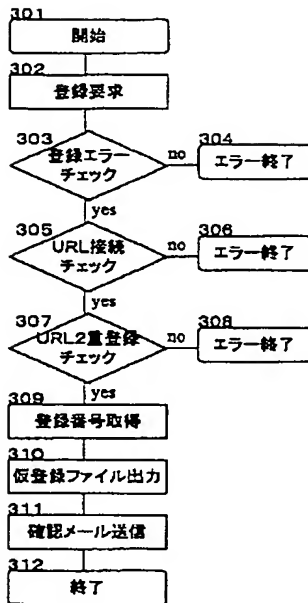 301
開始
302
登録要求
303
登録エラー
チェック
no
304
エラー終了
yes
305
URL接続
チェック
no
306
エラー終了
yes
307
URL2重登録
チェック
no
308
エラー終了
yes
309
登録番号取得
310
仮登録ファイル出力
311
確認メール送信
312
終了